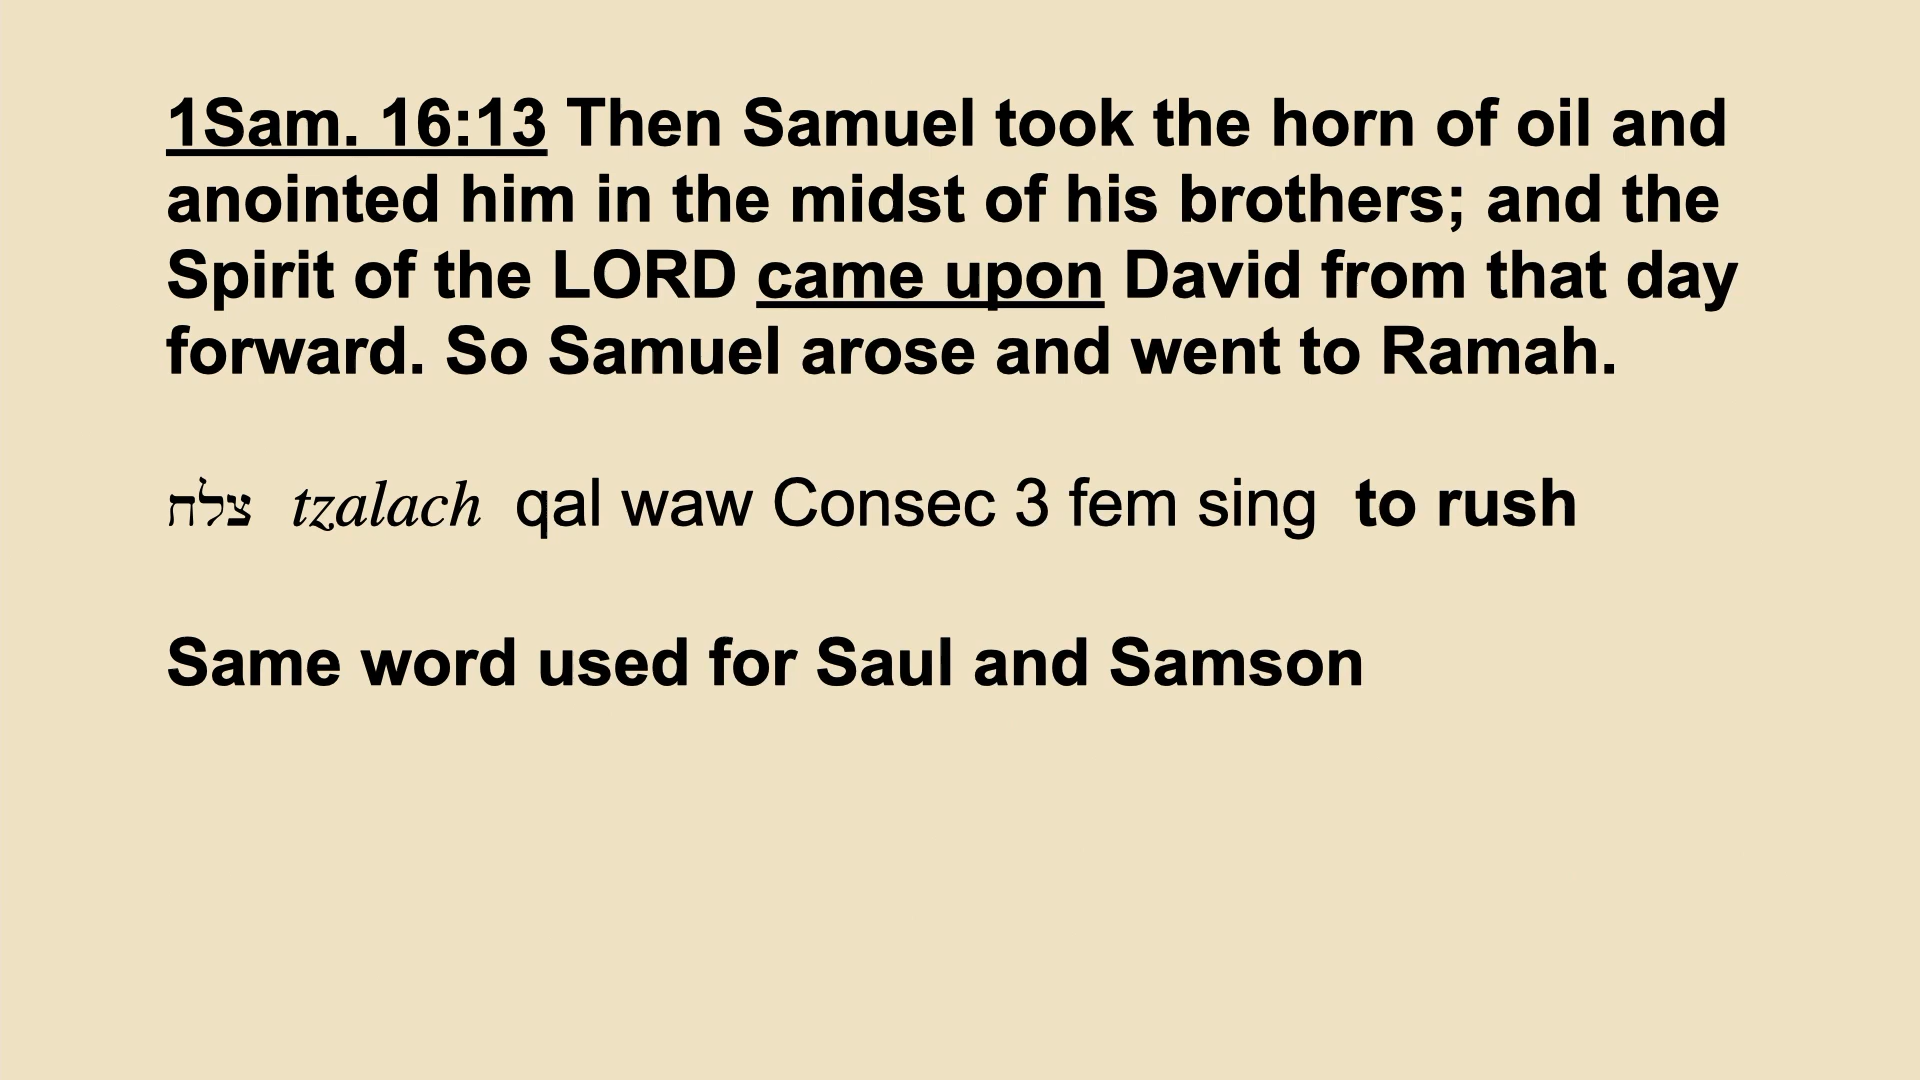 1Sam. 16:13 Then Samuel took the horn of oil and
anointed him in the midst of his brothers; and the
Spirit of the LORD came upon David from that day
forward. So Samuel arose and went to Ramah.
צלח tzalach qal waw Consec 3 fem sing to rush
Same word used for Saul and Samson